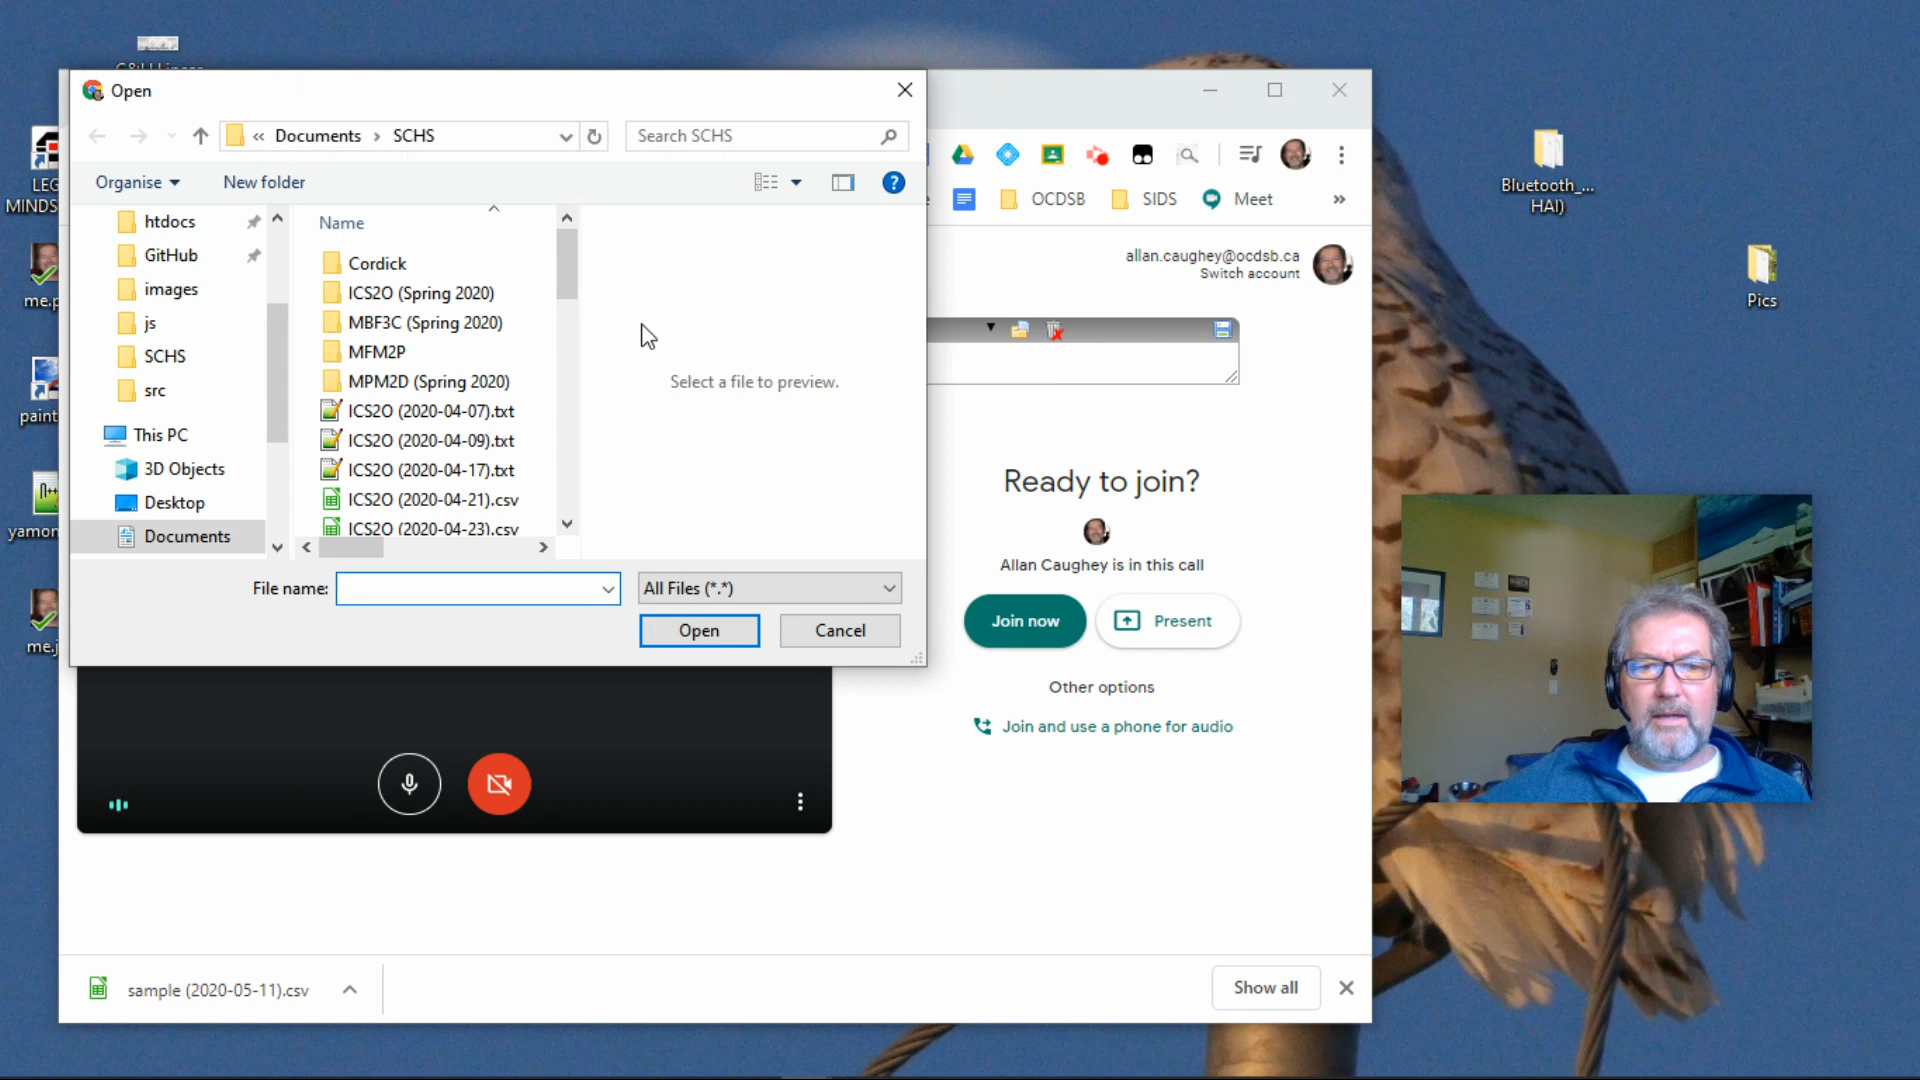 Open
Documents
SCHS
Search SCHS
Organise
New folder
htdocs
GitHub
images
js
SCHS
src
This PC
3D Objects
Desktop
Documents
Name
Cordick
ICS2O (Spring 2020)
MBF3C (Spring 2020)
MFM2P
MPM2D (Spring 2020)
ICS2O (2020-04-07).txt
ICS2O (2020-04-09).txt
ICS2O (2020-04-17).txt
ICS2O (2020-04-21).csv
ICS2O (2020-04-23).csv
Select a file to preview.
File name:
All Files (*.*)
Open
Cancel
OCDSB
SIDS
Meet
allan.caughey@ocdsb.ca
Switch account
Ready to join?
Allan Caughey is in this call
Join now
Present
Other options
Join and use a phone for audio
sample (2020-05-11).csv
Show all
LEG
MINDS
me.p
paint
yamon
me.j
Bluetooth_...
HAI)
Pics